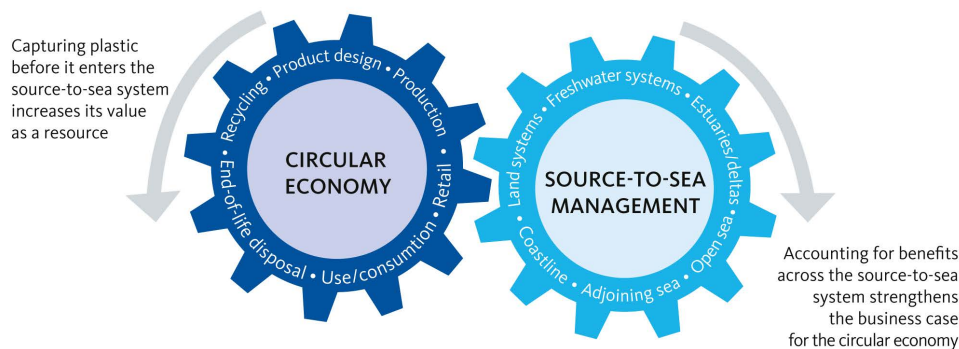 Capturing plastic
before it enters the
source-to-sea system
increases its value
as a resource
Recycling • Product design • Production • Retail • Use/consumtion • End-of-life disposal •
CIRCULAR
ECONOMY
Land systems • Freshwater systems • Estuaries/deltas • Open sea • Adjoining sea • Coastline •
SOURCE-TO-SEA
MANAGEMENT
Accounting for benefits
across the source-to-sea
system strengthens
the business case
for the circular economy